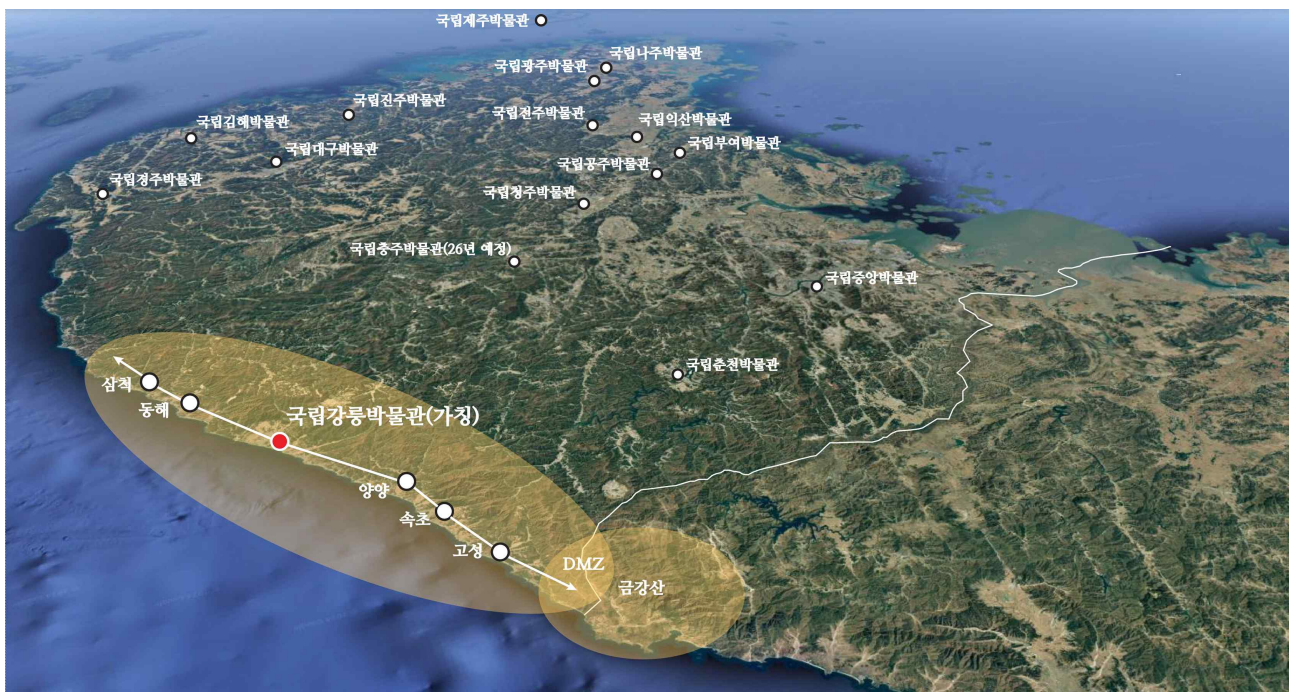 국립제주박물관
국립나주박물관
국립광주박물관
국립진주박물관
국립전주박물관
국립익산박물관
국립김해박물관
국립대구박물관
국립부여박물관
국립공주박물관
국립경주박물관
국립청주박물관
국립충주박물관(26년 예정)
국립중앙박물관
국립춘천박물관
삼척
동해
국립강릉박물관(가칭)
양양
속초
고성
DMZ
금강산